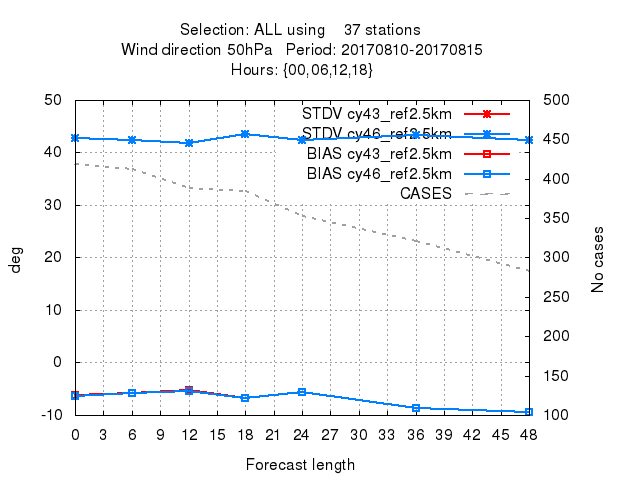 Selection: ALL using 37 stations
Wind direction 50hPa Period: 20170810-20170815
Hours: {00,06,12,18}
50 500
STDV cy43_ref2.5km
40 450
STDV cy46_ref2.5km
BIAS cy43_ref2.5km
BIAS cy46_ref2.5km
400
CASES
30 350
20 300
10 250
200
0 150
-10 100
deg
No cases
0 3 6 9 12 15 18 21 24 27 30 33 36 39 42 45 48
Forecast length